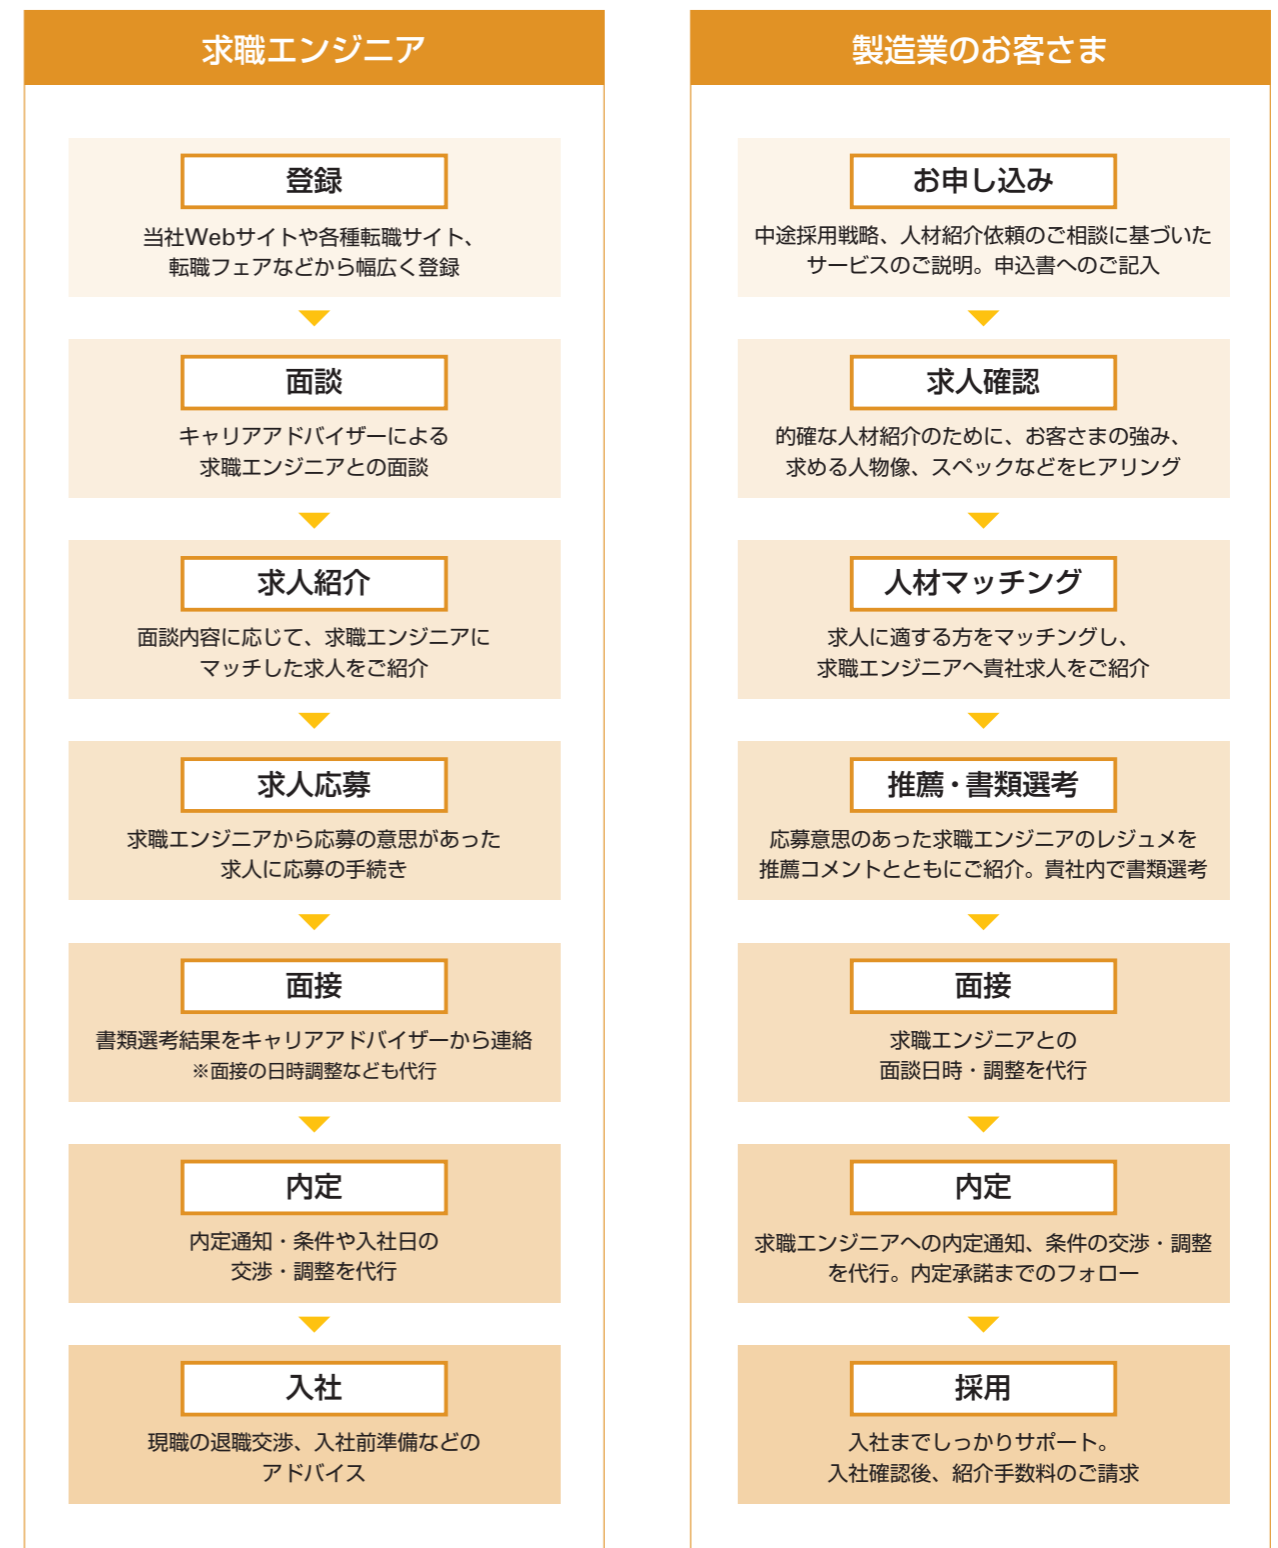 求職エンジニア
登録
当社Webサイトや各種転職サイト、
転職フェアなどから幅広く登録
面談
キャリアアドバイザーによる
求職エンジニアとの面談
求人紹介
面談内容に応じて、求職エンジニアに
マッチした求人をご紹介
求人応募
求職エンジニアから応募の意思があった
求人に応募の手続き
面接
書類選考結果をキャリアアドバイザーから連絡
※面接の日時調整なども代行
内定
内定通知・条件や入社日の
交渉・調整を代行
入社
現職の退職交渉、入社前準備などの
アドバイス
製造業のお客さま
お申し込み
中途採用戦略、人材紹介依頼のご相談に基づいた
サービスのご説明。申込書へのご記入
求人確認
的確な人材紹介のために、お客さまの強み、
求める人物像、スペックなどをヒアリング
人材マッチング
求人に適する方をマッチングし、
求職エンジニアへ貴社求人をご紹介
推薦・書類選考
応募意思のあった求職エンジニアのレジュメを
推薦コメントとともにご紹介。貴社内で書類選考
面接
求職エンジニアとの
面談日時・調整を代行
内定
求職エンジニアへの内定通知、条件の交渉・調整
を代行。内定承諾までのフォロー
採用
入社までしっかりサポート。
入社確認後、紹介手数料のご請求